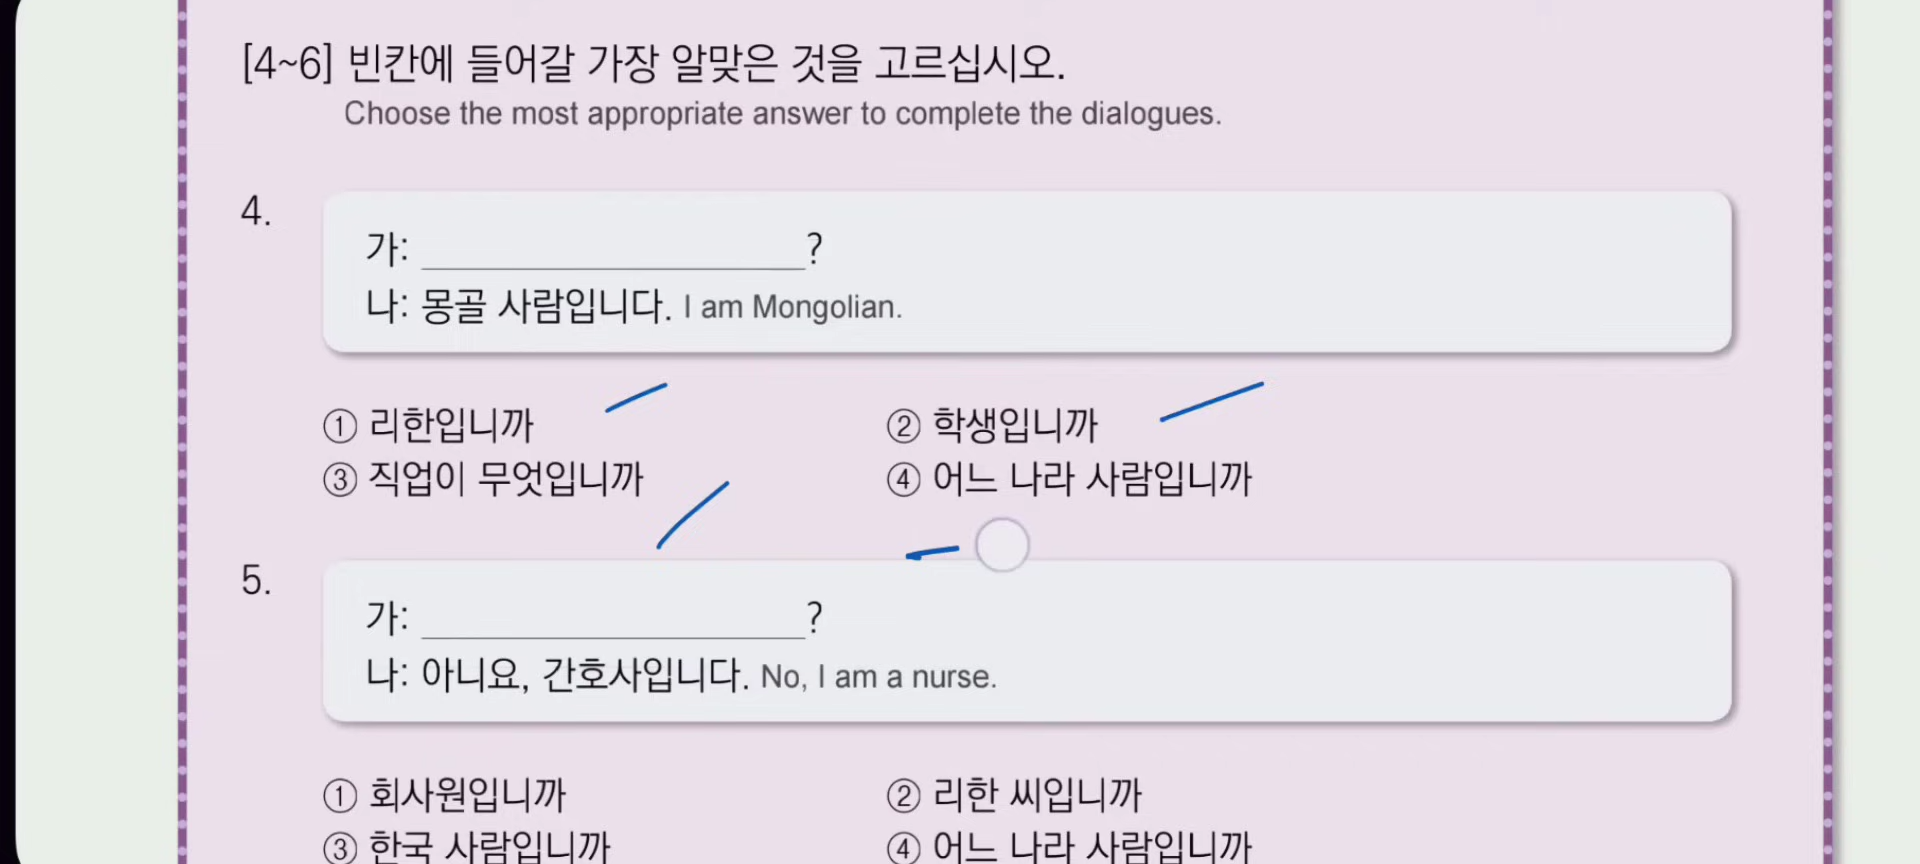 [4~6] 빈칸에 들어갈 가장 알맞은 것을 고르십시오.
Choose the most appropriate answer to complete the dialogues.
4.
가: ____________________?
나: 몽골 사람입니다. I am Mongolian.
① 리한입니까 ② 학생입니까
③ 직업이 무엇입니까 ④ 어느 나라 사람입니까
5.
가: ____________________?
나: 아니요, 간호사입니다. No, I am a nurse.
① 회사원입니까 ② 리한 씨입니까
③ 한국 사람입니까 ④ 어느 나라 사람입니까